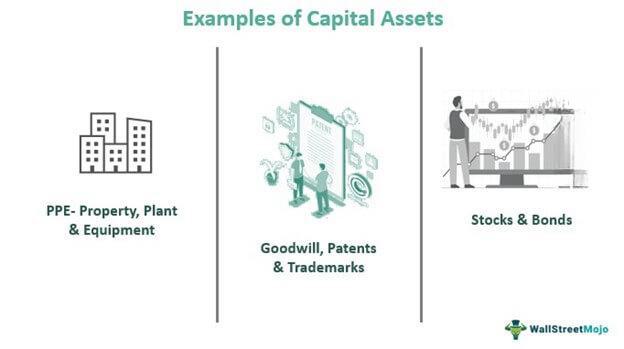 Examples of Capital Assets
PPE- Property, Plant
& Equipment
PATENT
Goodwill, Patents
& Trademarks
Stocks & Bonds
WallStreetMojo